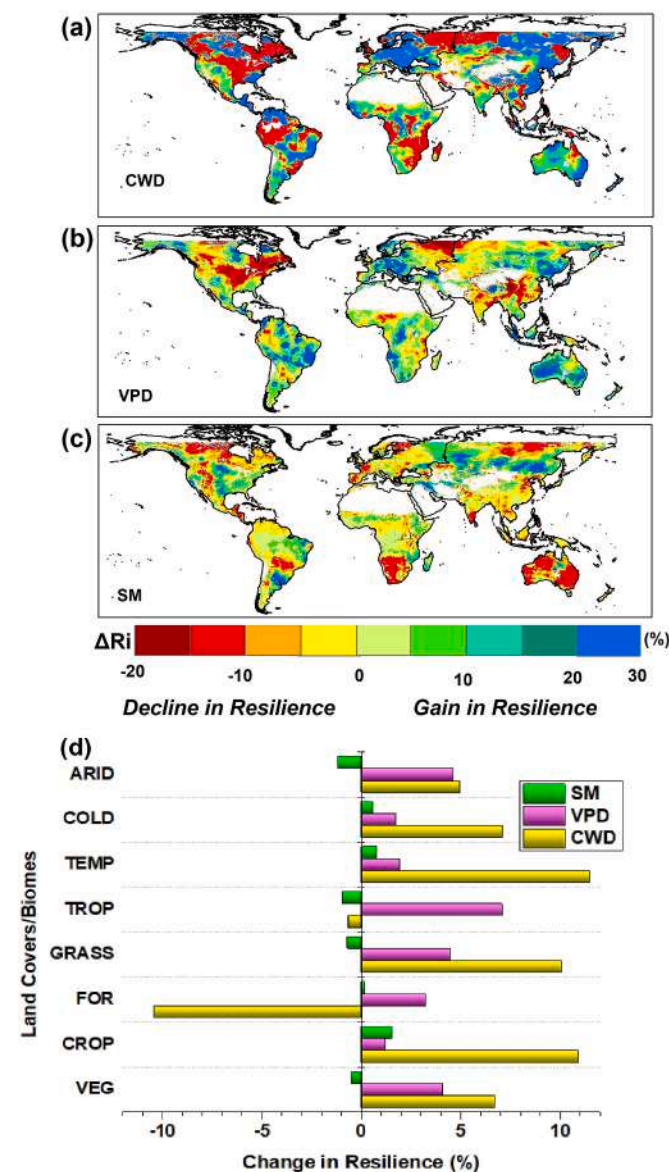 (a)
CWD
(b)
VPD
(c)
SM
ΔRi
(%)
-20 -10 0 10 20 30
Decline in Resilience Gain in Resilience
(d)
ARID
COLD
TEMP
TROP
GRASS
FOR
CROP
VEG
Land Covers/Biomes
SM
VPD
CWD
-10 -5 0 5 10
Change in Resilience (%)